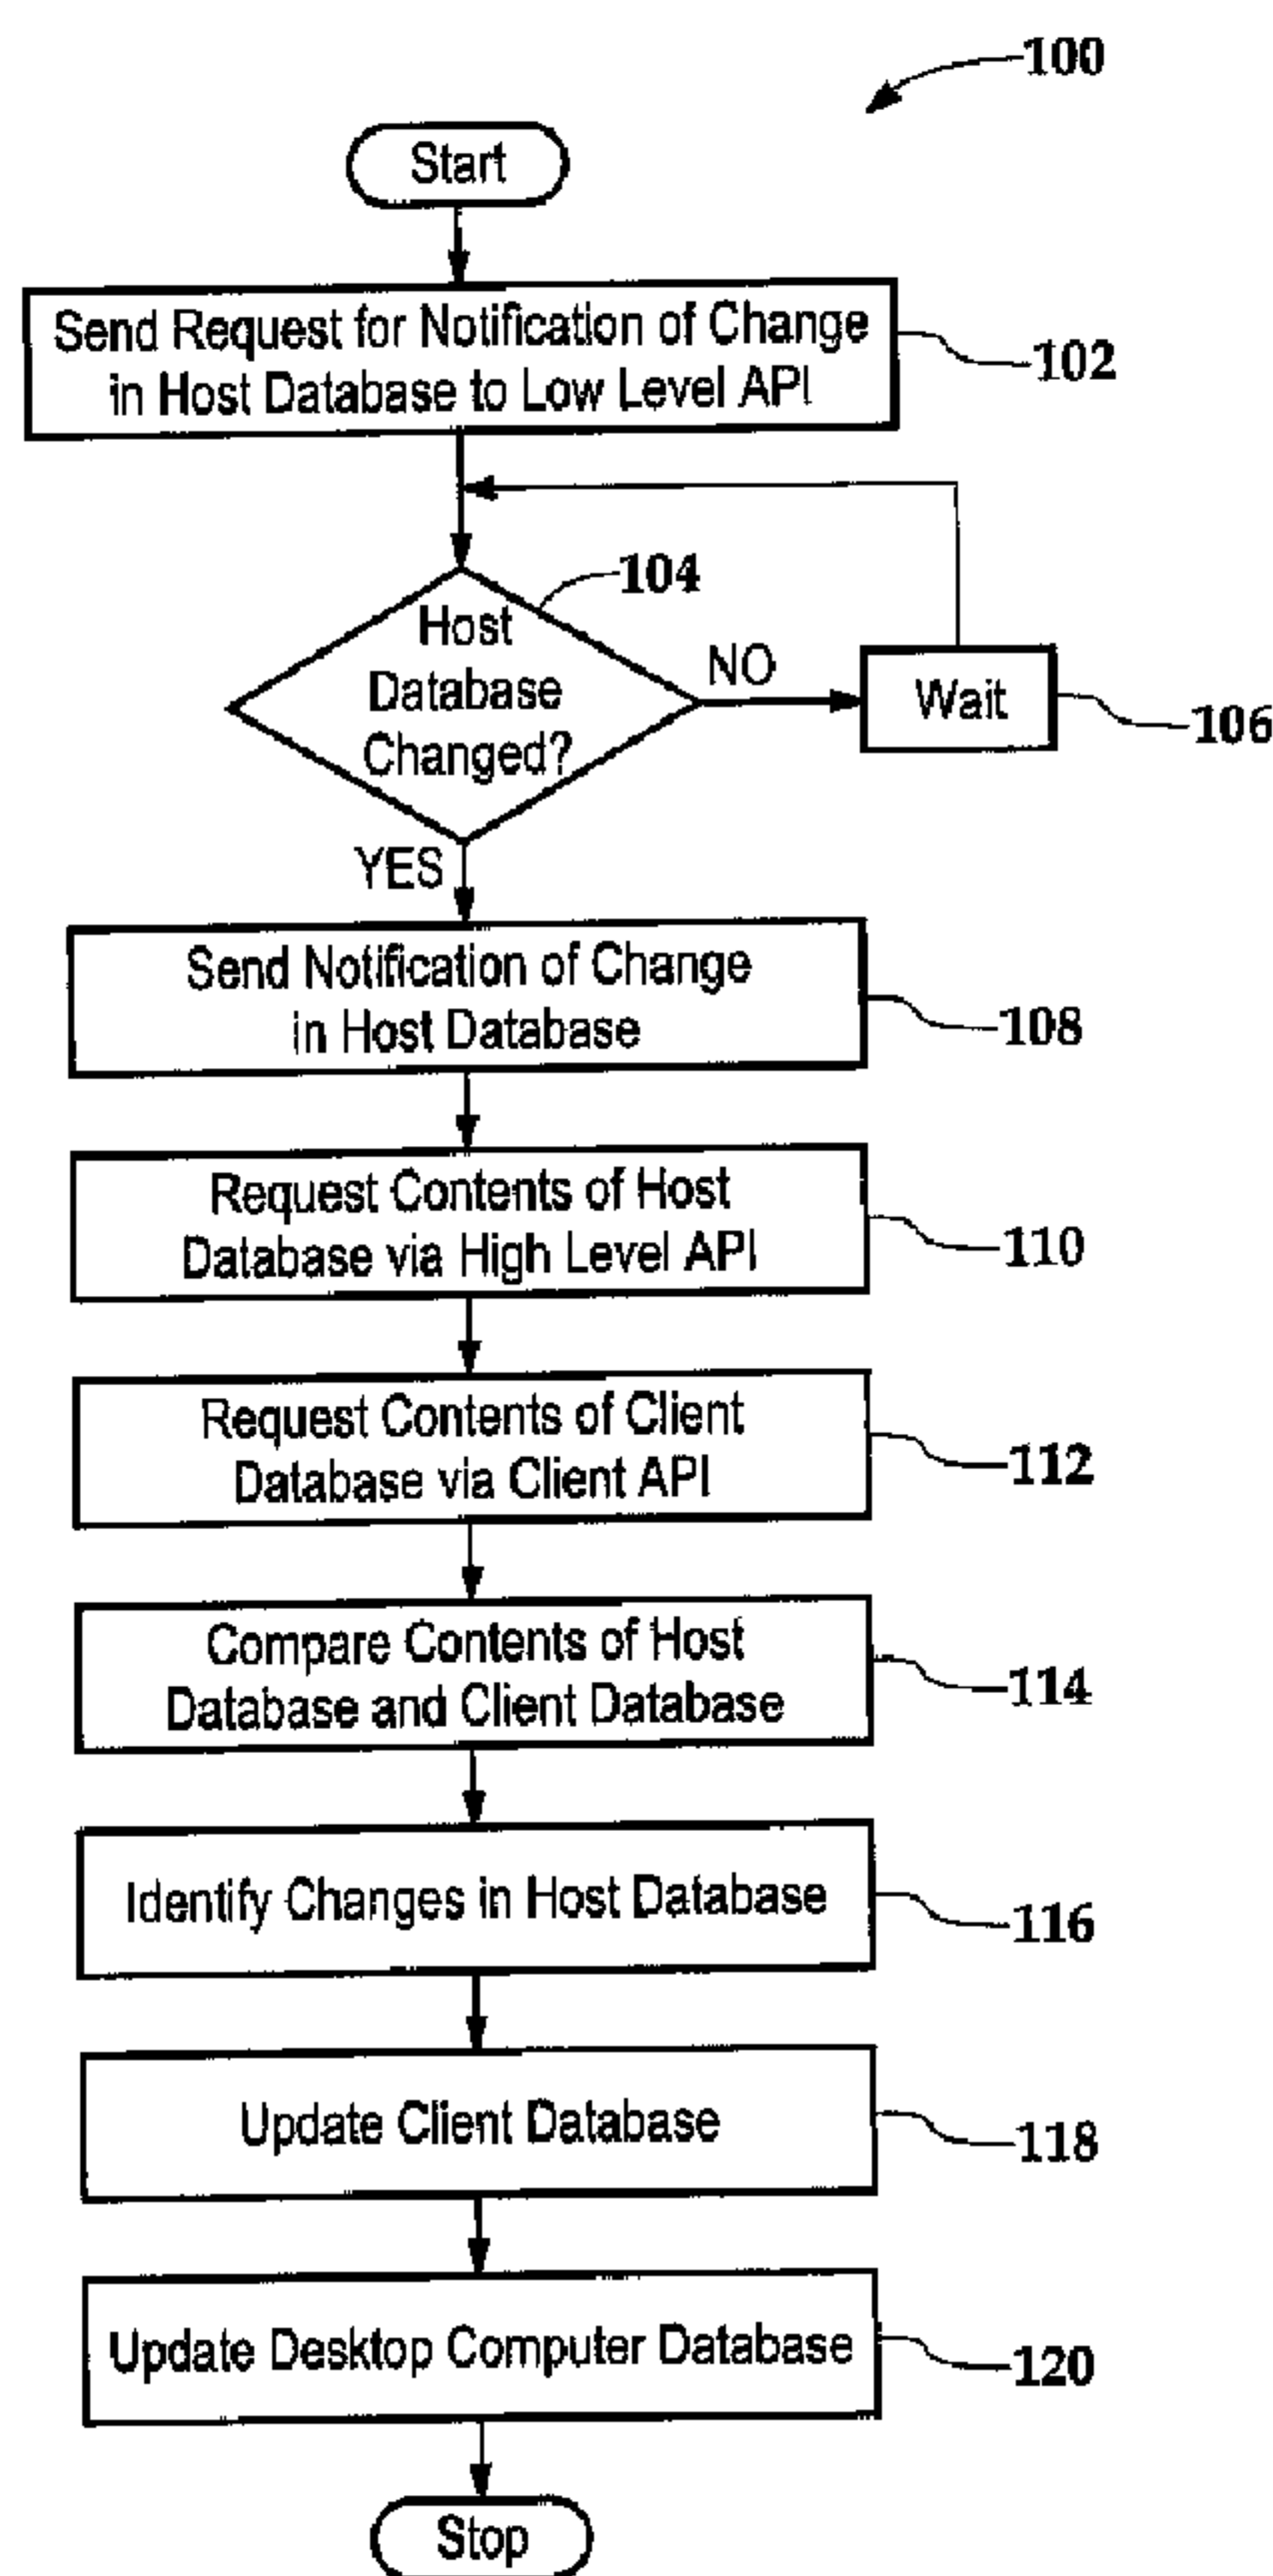 100
Start
Send Request for Notification of Change
in Host Database to Low Level API
102
104
Host
Database
Changed?
NO
Wait
106
YES
Send Notification of Change
in Host Database
108
Request Contents of Host
Database via High Level API
110
Request Contents of Client
Database via Client API
112
Compare Contents of Host
Database and Client Database
114
Identify Changes in Host Database
116
Update Client Database
118
Update Desktop Computer Database
120
Stop